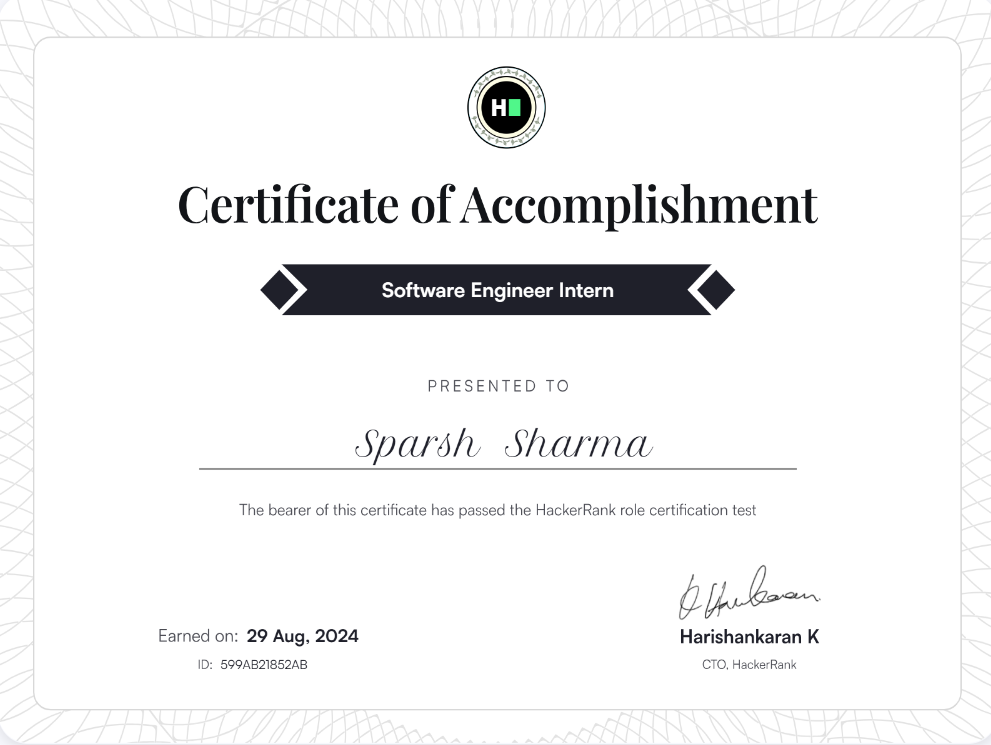 H
Certificate of Accomplishment
Software Engineer Intern
PRESENTED TO
Sparsh Sharma
The bearer of this certificate has passed the HackerRank role certification test
Earned on: 29 Aug, 2024
ID: 599AB21852AB
Harishankaran K
CTO, HackerRank